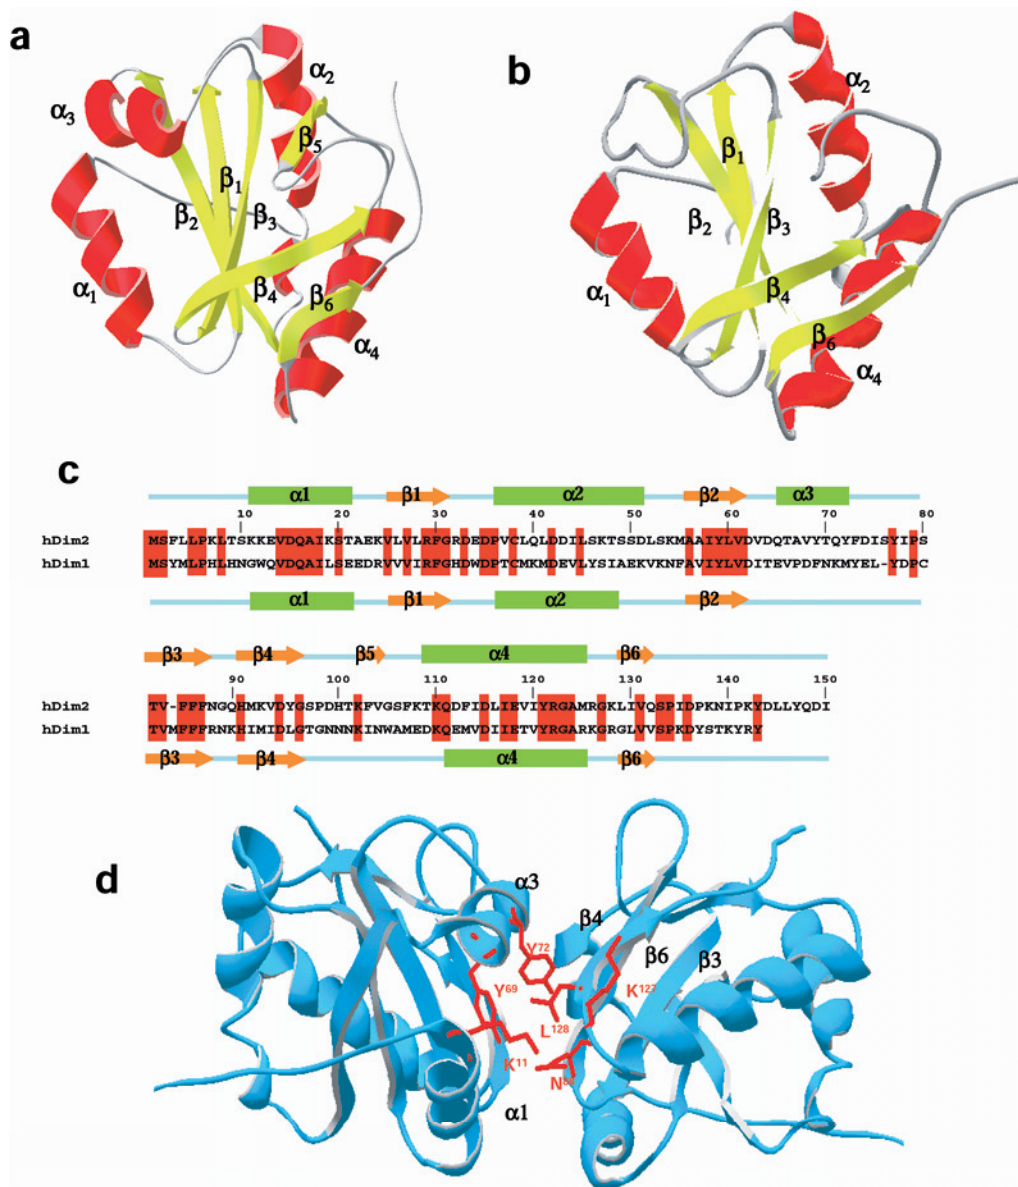 a
α2
α3
β5
β1
β2
β3
α1
β4
β6
α4
b
α2
β1
β2
β3
α1
β4
β6
α4
c
α1 β1 α2 β2 α3
10 20 30 40 50 60 70 80
hDim2 MSFLLPKLTSKKEVDQAIKSTAEKVLVLRFGRDEDPVCLQLDDILSKTSSDLSKMAAIYLVDVDQTAVYTQYFDISYIPS
hDim1 MSYMLPHLHNGWQVDQAILSEEDRVVVIRFGHDWDPTCMKMDEVLYSIAEKVKNFAVIYLVDITEVPDFNKMYEL-YDPC
α1 β1 α2 β2
β3 β4 β5 α4 β6
90 100 110 120 130 140 150
hDim2 TV-FFFNGQHMKVDYGSPDHTKFVGSFKTKQDFIDLIEVIYRGAMRGKLIVQSPIDPKNIPKYDLLYQDI
hDim1 TVMFFFRNKHIMIDLGTGNNNKINWAMEDKQEMVDIIETVYRGARKGRGLVVSPKDYSTKYRY
β3 β4 α4 β6
d
α3
β4
Y72
β6
β3
Y69
K127
L128
K11
α1